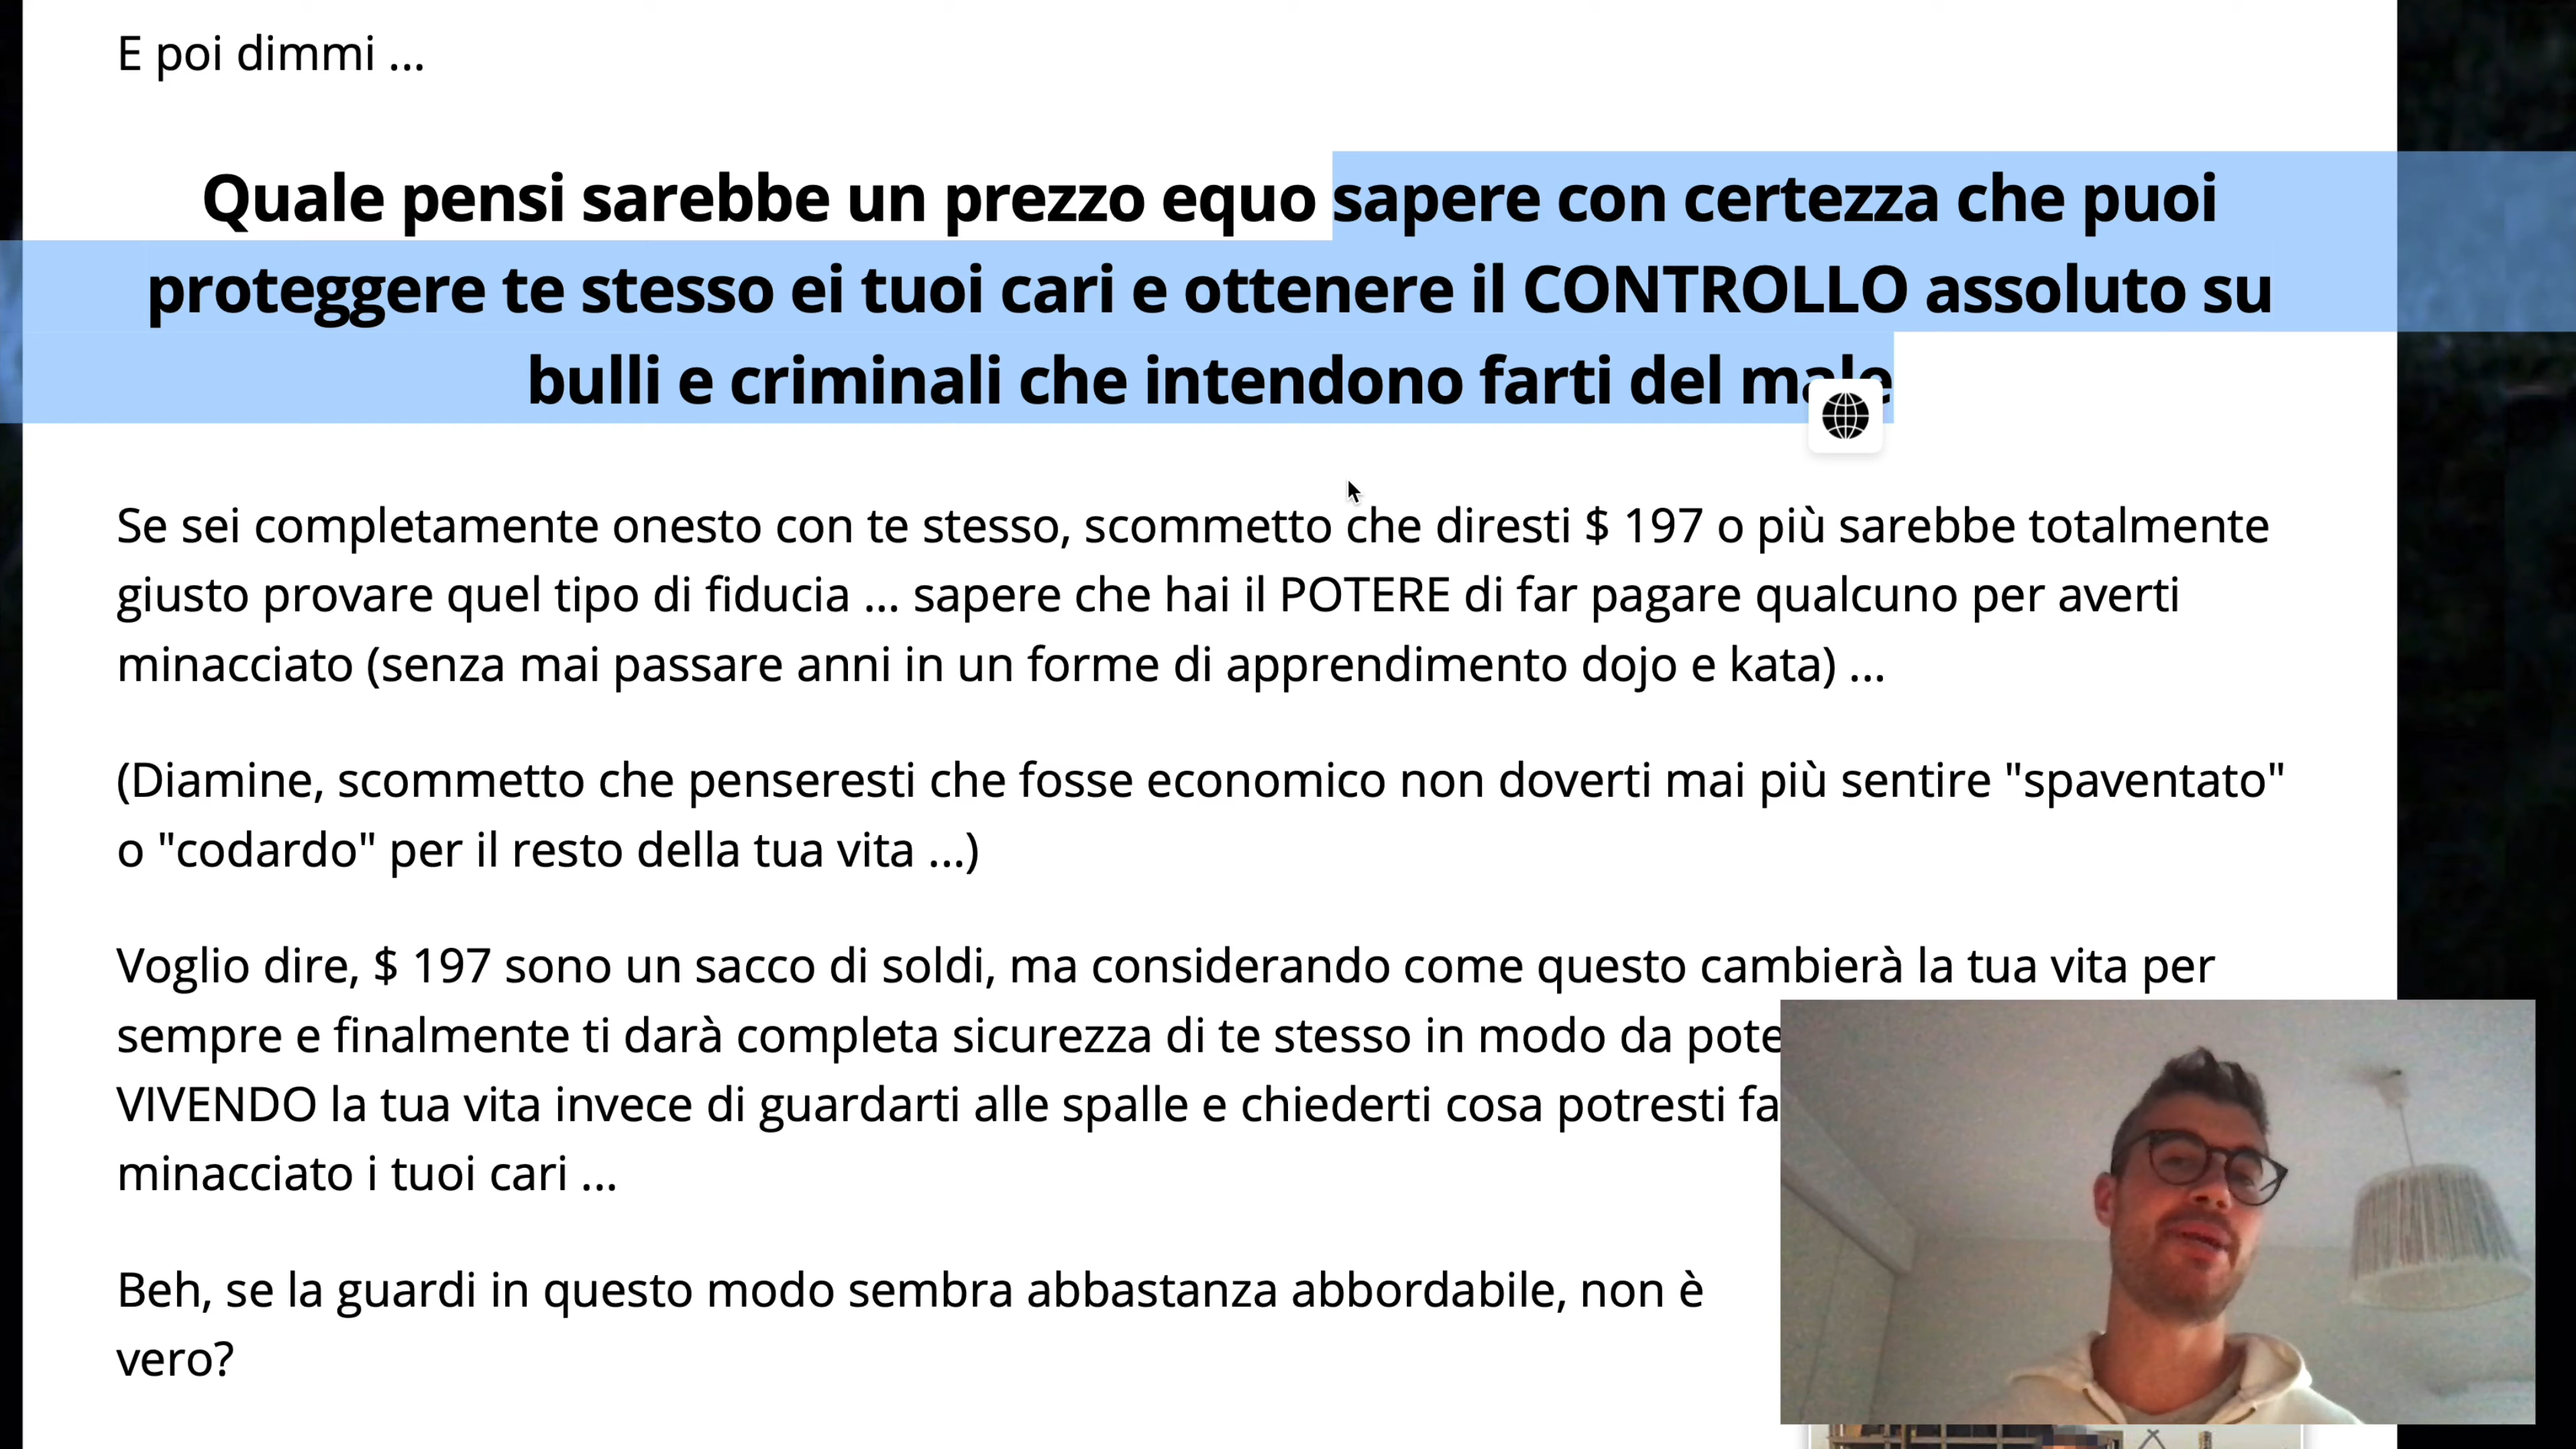 E poi dimmi ...
Quale pensi sarebbe un prezzo equo sapere con certezza che puoi
proteggere te stesso ei tuoi cari e ottenere il CONTROLLO assoluto su
bulli e criminali che intendono farti del male
Se sei completamente onesto con te stesso, scommetto che diresti $ 197 o più sarebbe totalmente
giusto provare quel tipo di fiducia ... sapere che hai il POTERE di far pagare qualcuno per averti
minacciato (senza mai passare anni in un forme di apprendimento dojo e kata) ...
(Diamine, scommetto che penseresti che fosse economico non doverti mai più sentire "spaventato"
o "codardo" per il resto della tua vita ...)
Voglio dire, $ 197 sono un sacco di soldi, ma considerando come questo cambierà la tua vita per
sempre e finalmente ti darà completa sicurezza di te stesso in modo da
VIVENDO la tua vita invece di guardarti alle spalle e chiederti cosa potresti
minacciato i tuoi cari ...
Beh, se la guardi in questo modo sembra abbastanza abbordabile, non è
vero?